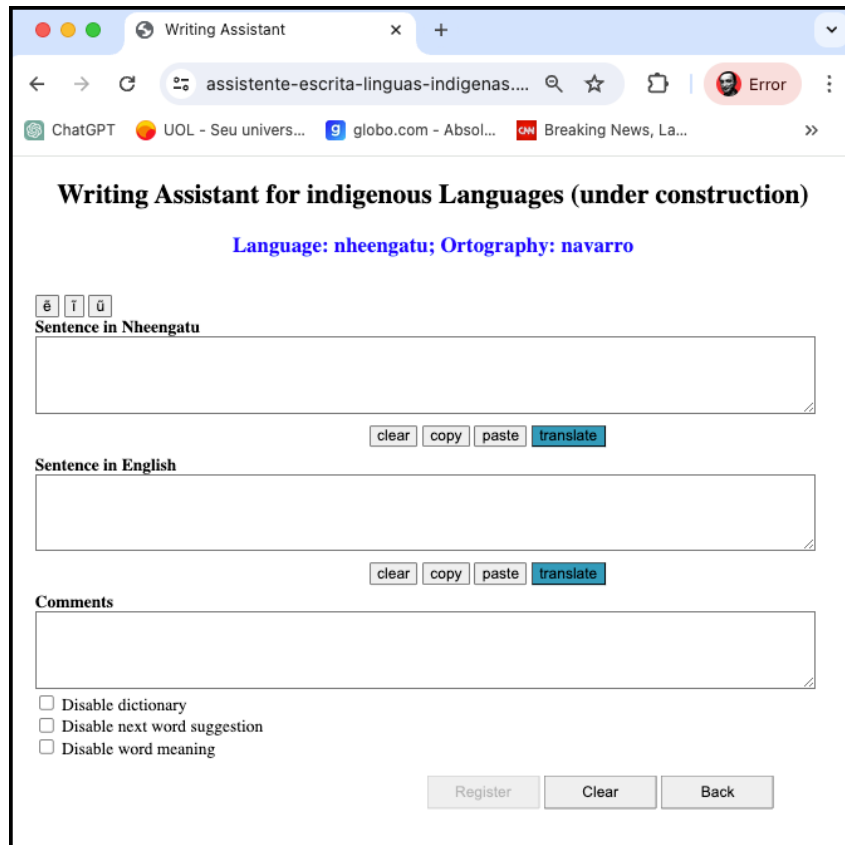 Writing Assistant
assistente-escrita-linguas-indigenas....
Error
ChatGPT
UOL - Seu univers...
globo.com - Absol...
CNN Breaking News, La...
Writing Assistant for indigenous Languages (under construction)
Language: nheengatu; Ortography: navarro
ẽ ĩ ũ
Sentence in Nheengatu
clear copy paste translate
Sentence in English
clear copy paste translate
Comments
Disable dictionary
Disable next word suggestion
Disable word meaning
Register Clear Back